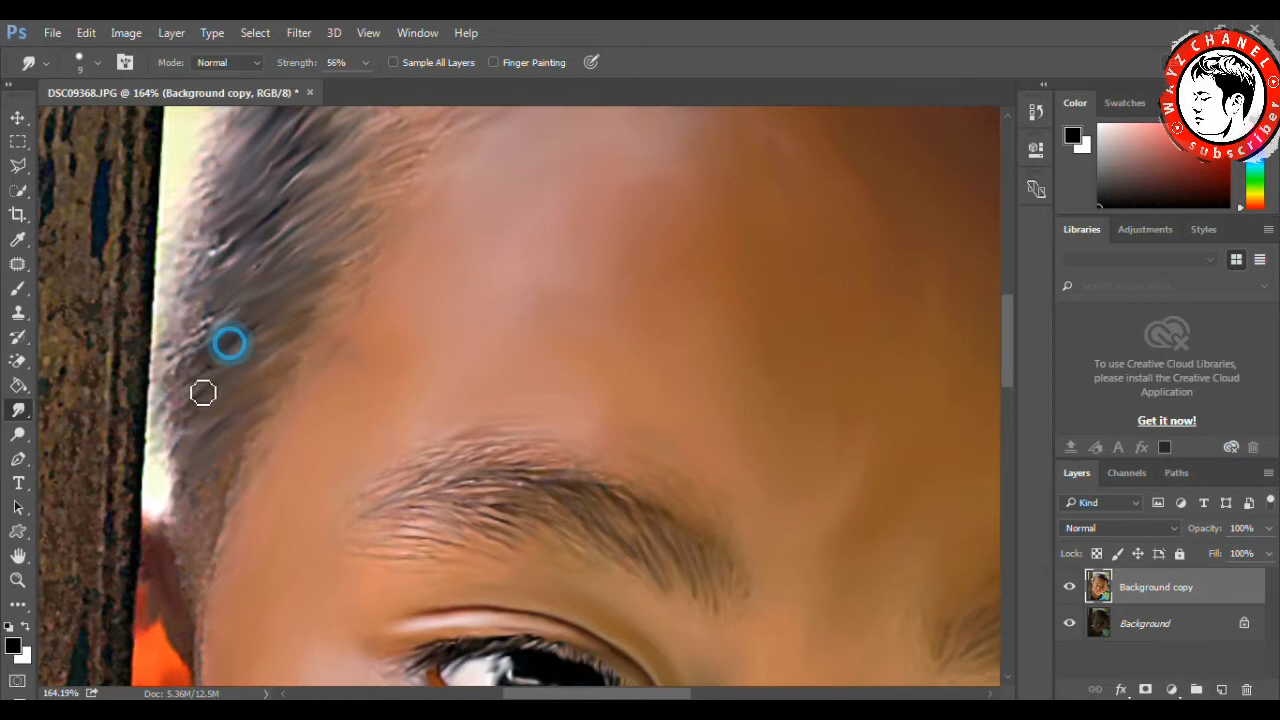 Ps File Edit Image Layer Type Select Filter 3D View Window Help
9 Mode: Normal Strength: 56% Sample All Layers Finger Painting
DSC09368.JPG @ 164% (Background copy, RGB/8) *
Color Swatches
WAYZ CHANEL
subscriber
Libraries Adjustments Styles
To use Creative Cloud Libraries,
please install the Creative Cloud
Application
Get it now!
Layers Channels Paths
Kind
Normal Opacity: 100%
Lock: Fill: 100%
Background copy
Background
164.19% Doc: 5.36M/12.5M